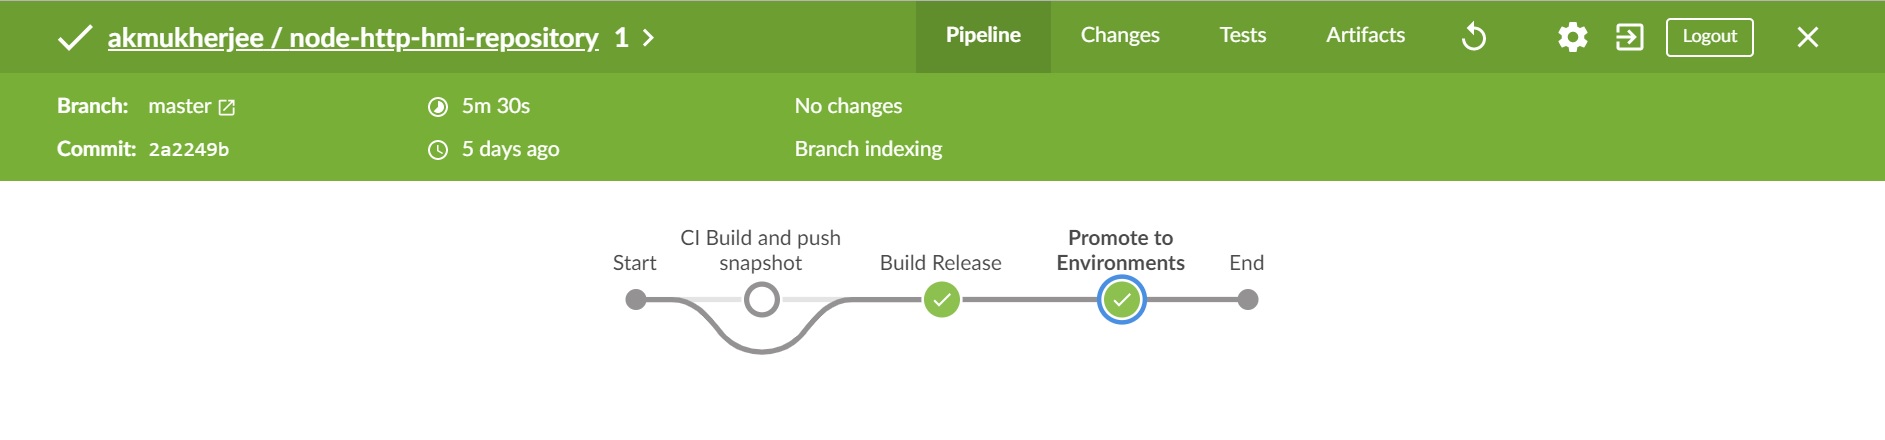 akmukherjee / node-http-hmi-repository 1
Pipeline Changes Tests Artifacts Logout
Branch: master 5m 30s No changes
Commit: 2a2249b 5 days ago Branch indexing
Start
CI Build and push
snapshot
Build Release
Promote to
Environments
End